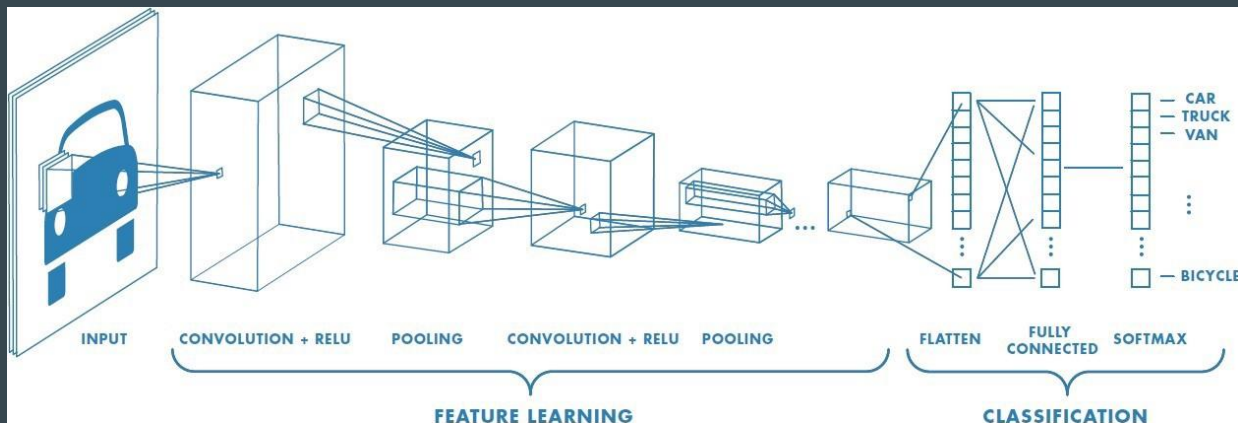 CAR
TRUCK
VAN
BICYCLE
INPUT
CONVOLUTION + RELU
POOLING
CONVOLUTION + RELU
POOLING
FLATTEN
FULLY
CONNECTED
SOFTMAX
FEATURE LEARNING
CLASSIFICATION